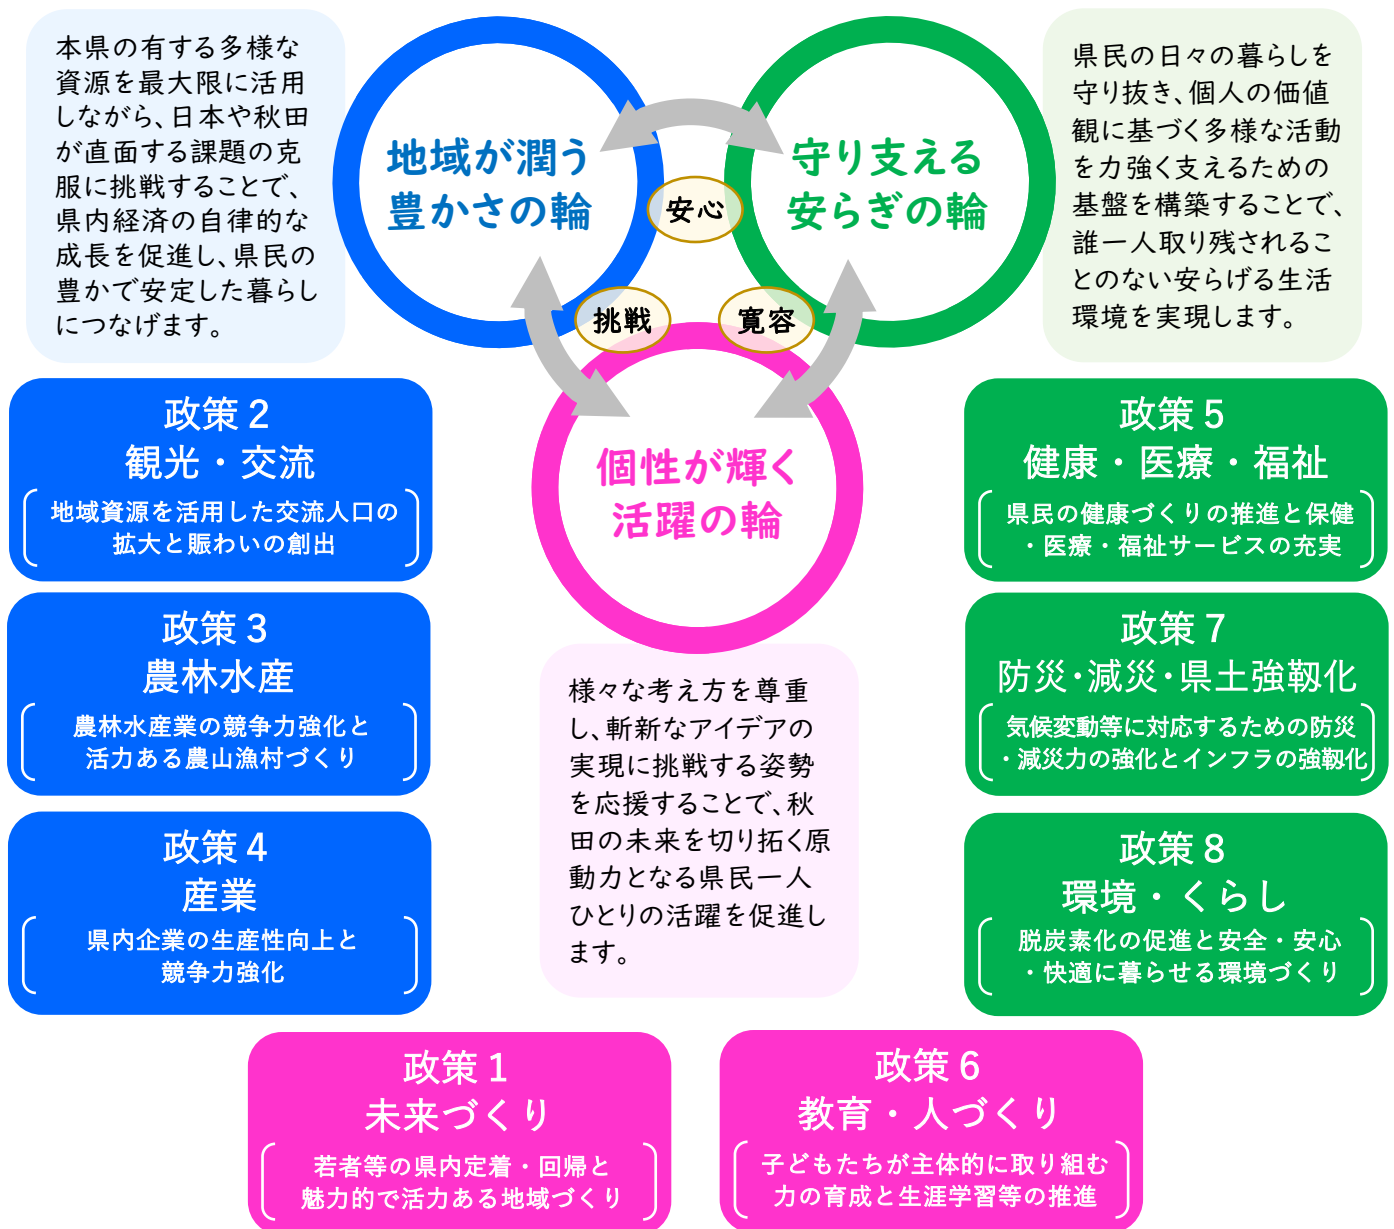 本県の有する多様な
資源を最大限に活用
しながら、日本や秋田
が直面する課題の克
服に挑戦することで、
県内経済の自律的な
成長を促進し、県民の
豊かで安定した暮らし
につなげます。
地域が潤う
豊かさの輪
守り支える
安らぎの輪
県民の日々の暮らしを
守り抜き、個人の価値
観に基づく多様な活動
を力強く支えるための
基盤を構築することで、
誰一人取り残されるこ
とのない安らげる生活
環境を実現します。
安心
挑戦
寛容
個性が輝く
活躍の輪
様々な考え方を尊重
し、斬新なアイデアの
実現に挑戦する姿勢
を応援することで、秋
田の未来を切り拓く原
動力となる県民一人
ひとりの活躍を促進し
ます。
政策２
観光・交流
地域資源を活用した交流人口の
拡大と賑わいの創出
政策３
農林水産
農林水産業の競争力強化と
活力ある農山漁村づくり
政策４
産業
県内企業の生産性向上と
競争力強化
政策５
健康・医療・福祉
県民の健康づくりの推進と保健
・医療・福祉サービスの充実
政策７
防災・減災・県土強靱化
気候変動等に対応するための防災
・減災力の強化とインフラの強靱化
政策８
環境・くらし
脱炭素化の促進と安全・安心
・快適に暮らせる環境づくり
政策１
未来づくり
若者等の県内定着・回帰と
魅力的で活力ある地域づくり
政策６
教育・人づくり
子どもたちが主体的に取り組む
力の育成と生涯学習等の推進